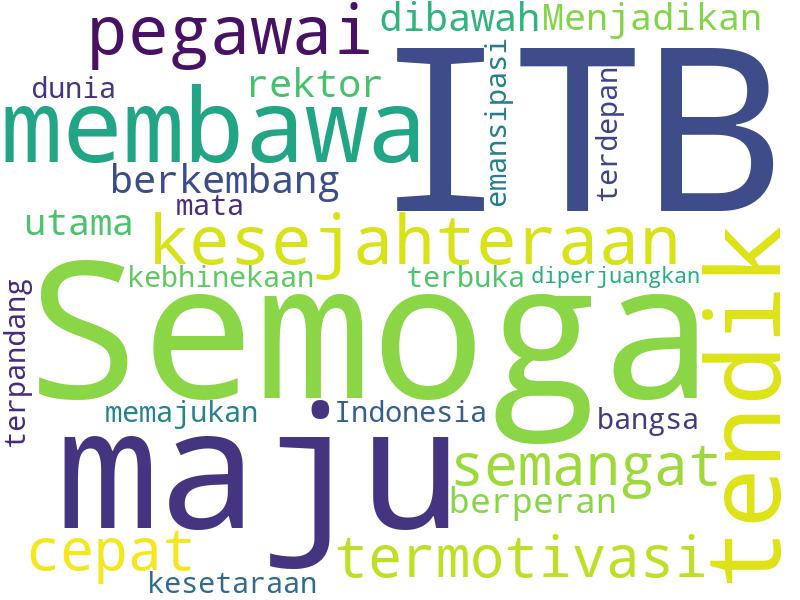 pegawai
dibawah
Menjadikan
ITB
dunia
rektor
membawa
emansipasi
terdepan
berkembang
mata
utama
kesejahteraan
tendik
kebhinekaan
terbuka
diperjuangkan
Semoga
terpandang
memajukan
Indonesia
bangsa
maju
semangat
berperan
cepat
termotivasi
kesetaraan